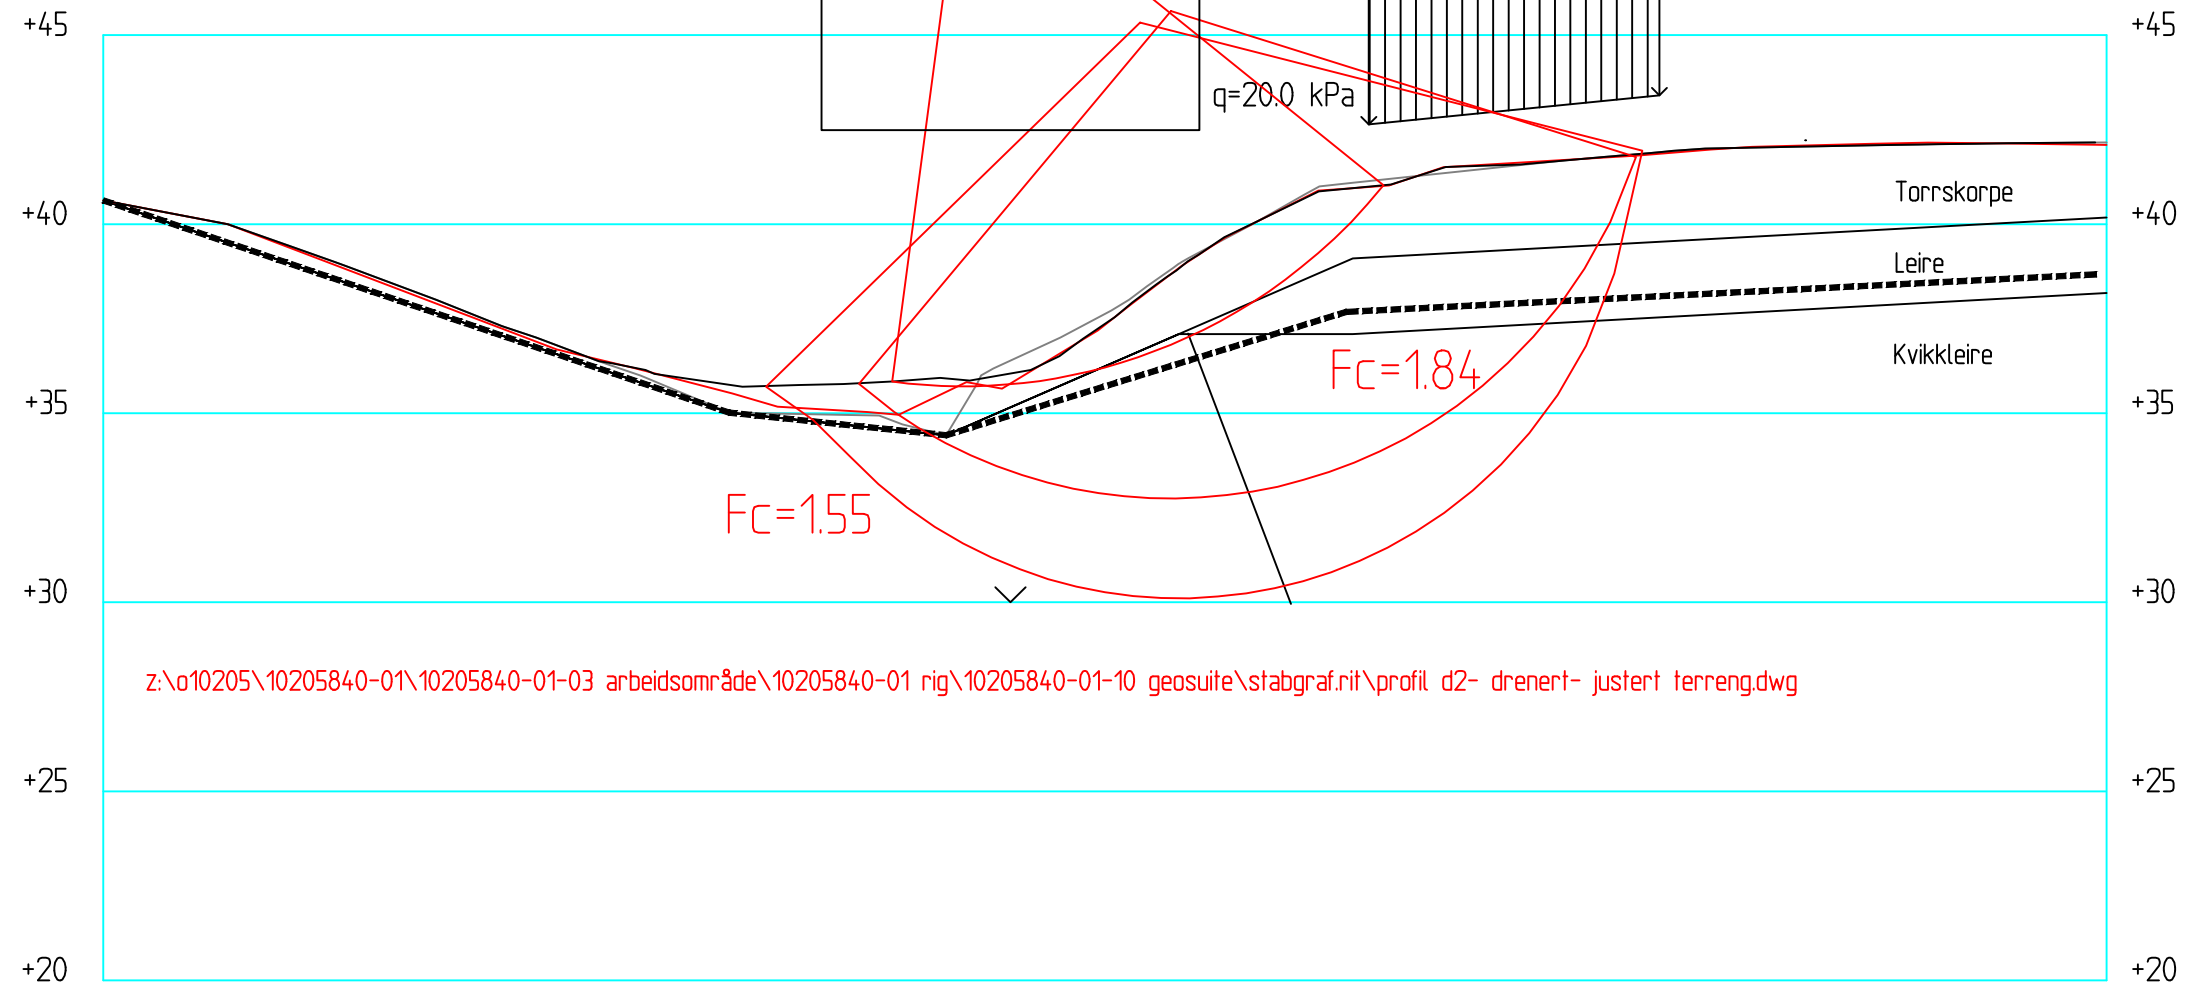 +45 +45
q=20.0 kPa
Torrskorpe
+40 +40
Leire
Kvikkleire
Fc=1.84
+35 +35
Fc=1.55
+30 +30
z:\o10205\10205840-01\10205840-01-03 arbeidsområde\10205840-01 rig\10205840-01-10 geosuite\stabgraf.rit\profil d2- drenert- justert terreng.dwg
+25 +25
+20 +20